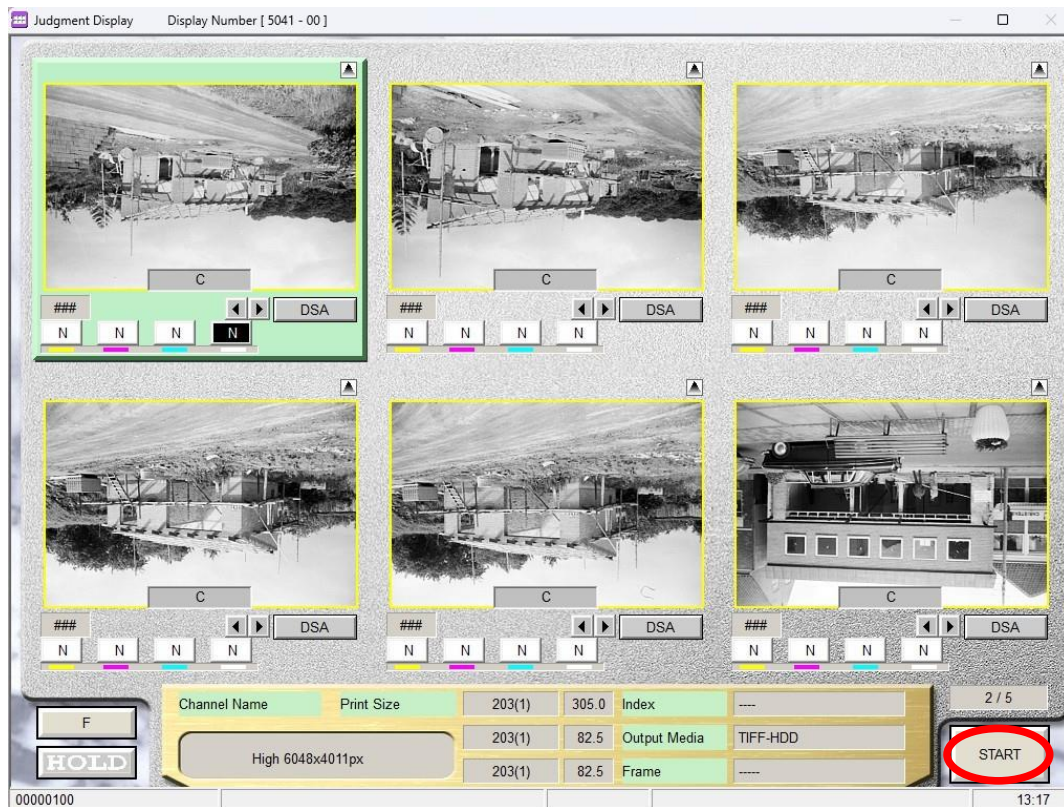 Judgment Display Display Number [ 5041 - 00 ]
C C C
### DSA ### DSA ### DSA
N N N N N N N N N N N N
C C C
### DSA ### DSA ### DSA
N N N N N N N N N N N N
Channel Name Print Size 203(1) 305.0 Index ---- 2 / 5
F 203(1) 82.5 Output Media TIFF-HDD
High 6048x4011px START
HOLD 203(1) 82.5 Frame -----
00000100 13:17